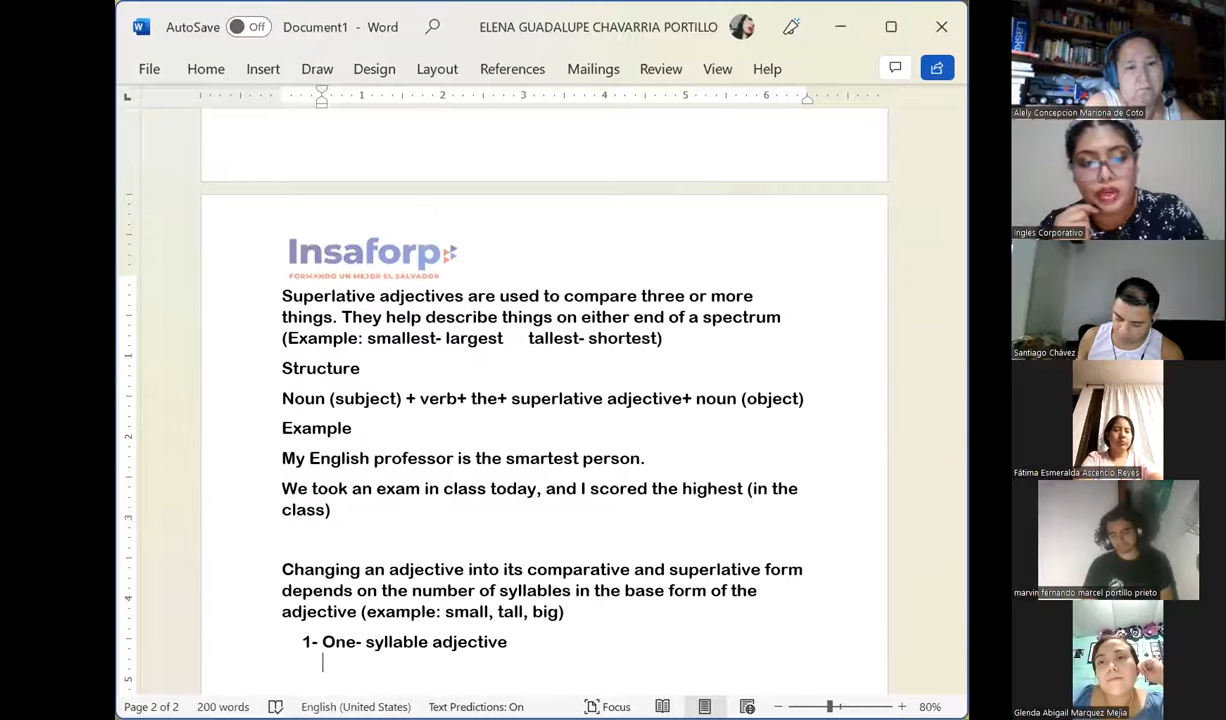 AutoSave Off Document1 - Word ELENA GUADALUPE CHAVARRIA PORTILLO
File Home Insert Draw Design Layout References Mailings Review View Help
1 2 3 4 5 6
Insaforp
FORMANDO UN MEJOR EL SALVADOR
Superlative adjectives are used to compare three or more
things. They help describe things on either end of a spectrum
(Example: smallest- largest tallest- shortest)
Structure
Noun (subject) + verb+ the+ superlative adjective+ noun (object)
Example
My English professor is the smartest person.
We took an exam in class today, and I scored the highest (in the
class)
Changing an adjective into its comparative and superlative form
depends on the number of syllables in the base form of the
adjective (example: small, tall, big)
1- One- syllable adjective
Page 2 of 2 200 words English (United States) Text Predictions: On Focus 80%
Alely Concepcion Mariona de Coto
Ingles Corporativo
Santiago Chávez
Fátima Esmeralda Ascencio Reyes
marvin fernando marcel portillo prieto
Glenda Abigail Marquez Mejia